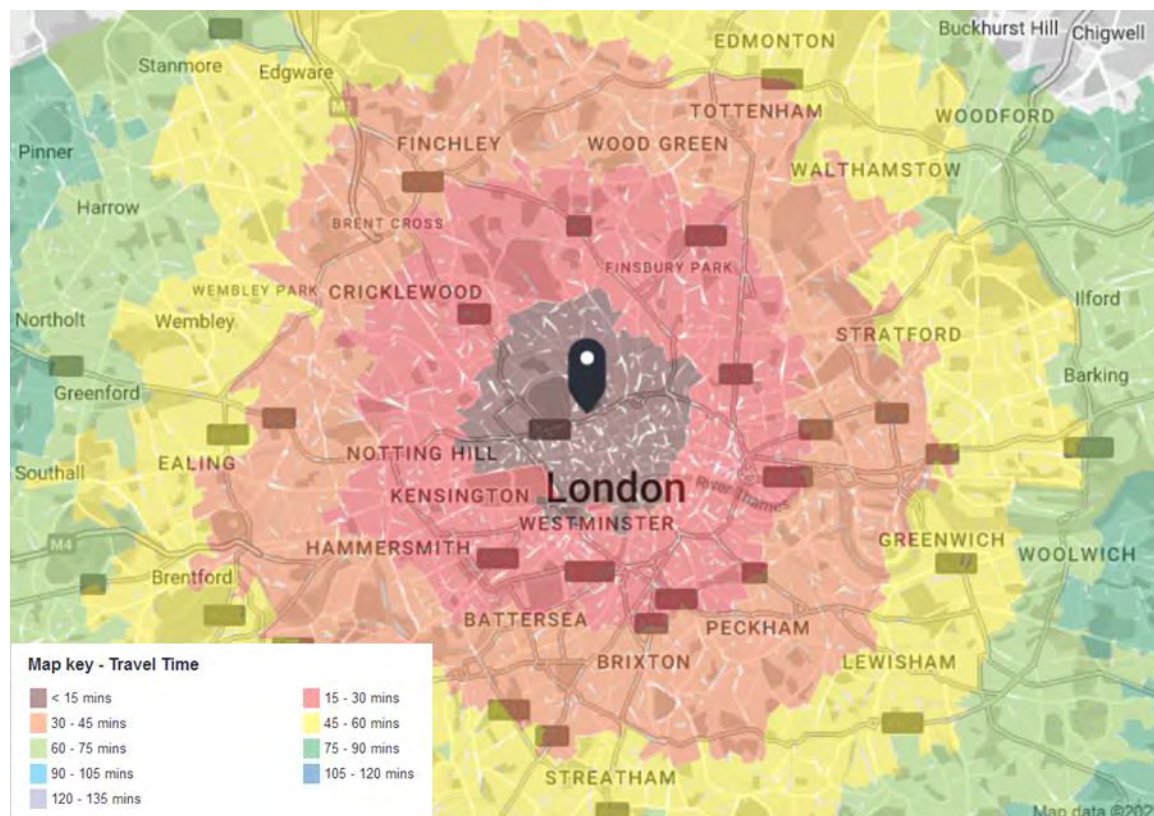 Buckhurst Hill
Chigwell
EDMONTON
Stanmore
Edgware
M1
TOTTENHAM
WOODFORD
FINCHLEY
WOOD GREEN
Pinner
WALTHAMSTOW
Harrow
BRENT CROSS
FINSBURY PARK
WEMBLEY PARK
CRICKLEWOOD
Ilford
Northolt
Wembley
STRATFORD
Greenford
Barking
NOTTING HILL
EALING
Southall
KENSINGTON
London
River Thames
WESTMINSTER
HAMMERSMITH
GREENWICH
M4
WOOLWICH
Brentford
BATTERSEA
PECKHAM
BRIXTON
LEWISHAM
STREATHAM
Map key - Travel Time
< 15 mins
15 - 30 mins
30 - 45 mins
45 - 60 mins
60 - 75 mins
75 - 90 mins
90 - 105 mins
105 - 120 mins
120 - 135 mins
Map data